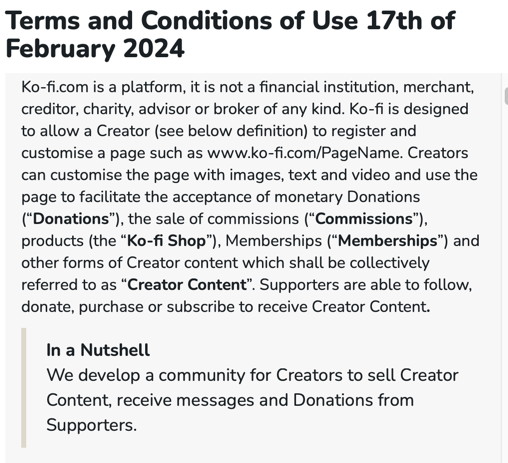 Terms and Conditions of Use 17th of
February 2024
Ko-fi.com is a platform, it is not a financial institution, merchant,
creditor, charity, advisor or broker of any kind. Ko-fi is designed
to allow a Creator (see below definition) to register and
customise a page such as www.ko-fi.com/PageName. Creators
can customise the page with images, text and video and use the
page to facilitate the acceptance of monetary Donations
(“Donations”), the sale of commissions (“Commissions”),
products (the “Ko-fi Shop”), Memberships (“Memberships”) and
other forms of Creator content which shall be collectively
referred to as “Creator Content”. Supporters are able to follow,
donate, purchase or subscribe to receive Creator Content.
In a Nutshell
We develop a community for Creators to sell Creator
Content, receive messages and Donations from
Supporters.